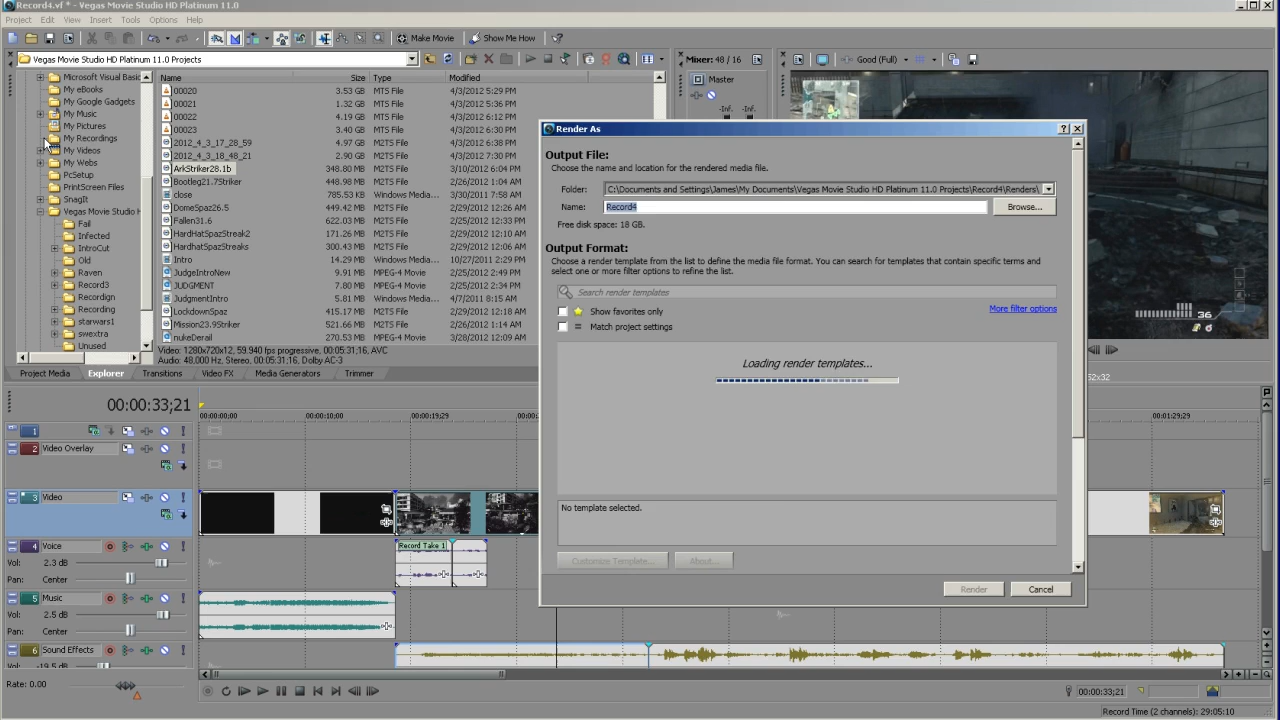 Record4.vf * - Vegas Movie Studio HD Platinum 11.0
Project Edit View Insert Tools Options Help
Make Movie Show Me How
Vegas Movie Studio HD Platinum 11.0 Projects
Mixer: 48 / 16
Good (Full)
Microsoft Visual Basic
My eBooks
My Google Gadgets
My Music
My Pictures
My Recordings
My Videos
My Webs
PcSetup
PrintScreen Files
SnagIt
Vegas Movie Studio H
Fail
Infected
IntroCut
Old
Raven
Record3
Recordign
Recording
starwars1
swextra
Unused
Name Size Type Modified
00020 3.53 GB MTS File 4/3/2012 5:29 PM
00021 1.32 GB MTS File 4/3/2012 5:36 PM
00022 4.19 GB MTS File 4/3/2012 6:12 PM
00023 3.40 GB MTS File 4/3/2012 6:30 PM
2012_4_3_17_28_59 4.97 GB MTS File 4/3/2012 6:38 PM
2012_4_3_18_48_21 2.90 GB MTS File 4/3/2012 7:30 PM
ArkStriker28.1b 348.80 MB M2TS File 3/10/2012 6:04 PM
Bootleg21.7Striker 448.98 MB M2TS File 2/26/2012 1:04 AM
close 785.53 KB Windows Media... 8/30/2011 7:58 AM
DomeSpaz26.5 449.42 MB M2TS File 2/25/2012 12:34 PM
Fallen31.6 622.03 MB M2TS File 2/25/2012 12:33 PM
HardHatSpazStreak2 171.26 MB M2TS File 2/29/2012 12:10 AM
HardhatSpazStreaks 300.43 MB M2TS File 2/29/2012 12:06 AM
Intro 14.29 MB Windows Media... 10/27/2011 2:29 PM
JudgeIntroNew 9.91 MB MPEG-4 Movie 2/25/2012 2:49 PM
JUDGMENT 7.80 MB MPEG-4 Movie 2/25/2012 2:34 PM
JudgmentIntro 5.81 MB Windows Media... 4/7/2011 8:15 AM
LockdownSpaz 415.17 MB M2TS File 2/29/2012 12:18 AM
Mission23.9Striker 521.66 MB M2TS File 2/26/2012 1:14 AM
nukeDerail 270.53 MB MPEG-4 Movie 3/28/2012 12:09 AM
Video: 1280x720x12, 59.940 fps progressive, 00:05:31;16, AVC
Audio: 48,000 Hz, Stereo, 00:05:31;16, Dolby AC-3
Project Media Explorer Transitions Video FX Media Generators Trimmer
Master
-Inf. -Inf.
36
52x32
Render As
Output File:
Choose the name and location for the rendered media file.
Folder: C:\Documents and Settings\James\My Documents\Vegas Movie Studio HD Platinum 11.0 Projects\Record4\Renders\
Name: Record4
Browse...
Free disk space: 18 GB.
Output Format:
Choose a render template from the list to define the media file format. You can search for templates that contain specific terms and
select one or more filter options to refine the list.
Search render templates
Show favorites only
More filter options
Match project settings
Loading render templates...
No template selected.
Customize Template... About...
Render Cancel
00:00:33;21
00:00:00;00 00:00:10;00 00:00:19;29 00:01:29;29
1
2 Video Overlay
3 Video
4 Voice
Vol: 2.3 dB
Pan: Center
Record Take 1
5 Music
Vol: 2.5 dB
Pan: Center
6 Sound Effects
Vol: -19.5 dB
Rate: 0.00
00:00:33;21
Record Time (2 channels): 29:05:10